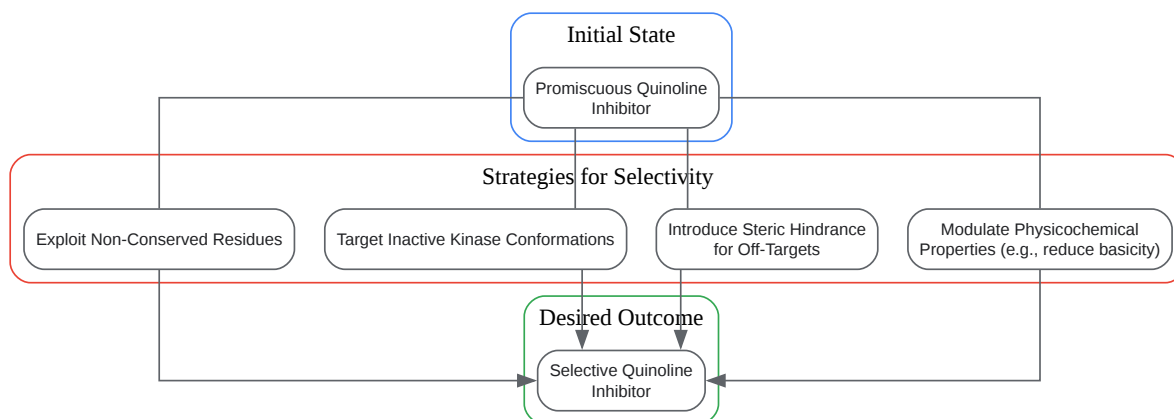 Initial State
Promiscuous Quinoline
Inhibitor
Strategies for Selectivity
Exploit Non-Conserved Residues
Target Inactive Kinase Conformations
Introduce Steric Hindrance
for Off-Targets
Modulate Physicochemical
Properties (e.g., reduce basicity)
Desired Outcome
Selective Quinoline
Inhibitor